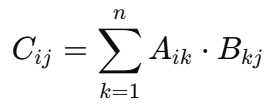 C_{ij} = \sum_{k=1}^{n} A_{ik} \cdot B_{kj}